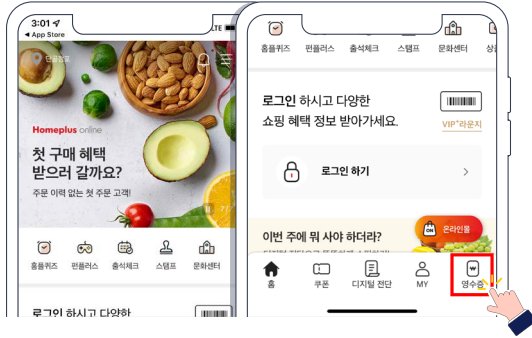 3:01
App Store
LTE
Homeplus online
첫 구매 혜택
받으러 갈까요?
주문 이력 없는 첫 주문 고객!
홈플퀴즈 펀플러스 출석체크 스탬프 문화센터
로그인 하시고 다양한
홈플퀴즈 펀플러스 출석체크 스탬프 문화센터
로그인 하시고 다양한
쇼핑 혜택 정보 받아가세요.
VIP+라운지
로그인 하기
이번 주에 뭐 사야 하더라?
ON 온라인몰
홈 쿠폰 디지털 전단 MY 영수증